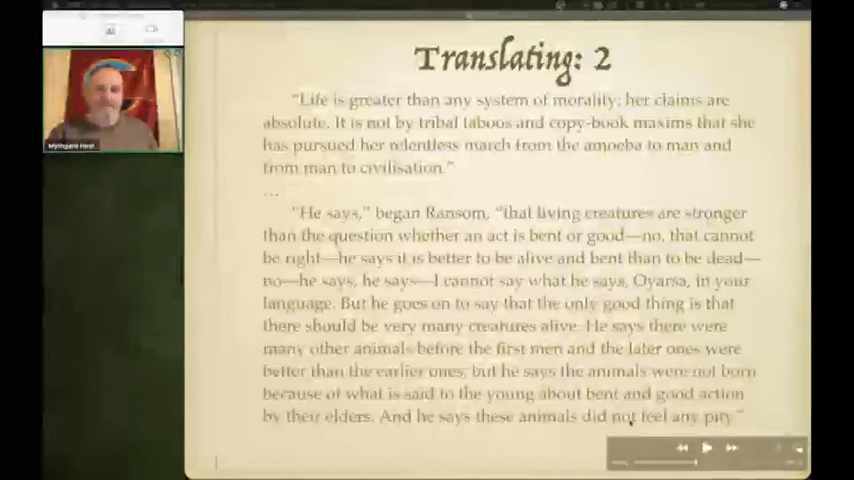 Mythgard Host
Translating: 2
"Life is greater than any system of morality; her claims are
absolute. It is not by tribal taboos and copy-book maxims that she
has pursued her relentless march from the amoeba to man and
from man to civilisation."
...
"He says," began Ransom, "that living creatures are stronger
than the question whether an act is bent or good—no, that cannot
be right—he says it is better to be alive and bent than to be dead—
no—he says, he says—I cannot say what he says, Oyarsa, in your
language. But he goes on to say that the only good thing is that
there should be very many creatures alive. He says there were
many other animals before the first men and the later ones were
better than the earlier ones; but he says the animals were not born
because of what is said to the young about bent and good action
by their elders. And he says these animals did not feel any pity."